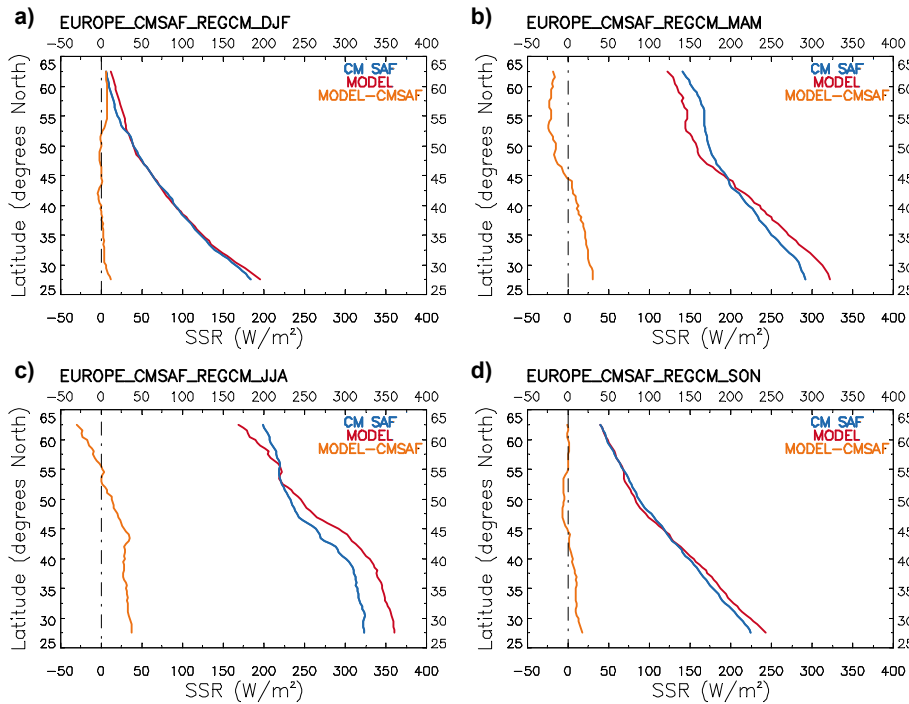 a)
EUROPE_CMSAF_REGCM_DJF
-50 0 50 100 150 200 250 300 350 400
65 60 55 50 45 40 35 30 25
Latitude (degrees North)
CM SAF
MODEL
MODEL-CMSAF
65 60 55 50 45 40 35 30 25
-50 0 50 100 150 200 250 300 350 400
SSR (W/m²)
b)
EUROPE_CMSAF_REGCM_MAM
-50 0 50 100 150 200 250 300 350 400
65 60 55 50 45 40 35 30 25
Latitude (degrees North)
CM SAF
MODEL
MODEL-CMSAF
65 60 55 50 45 40 35 30 25
-50 0 50 100 150 200 250 300 350 400
SSR (W/m²)
c)
EUROPE_CMSAF_REGCM_JJA
-50 0 50 100 150 200 250 300 350 400
65 60 55 50 45 40 35 30 25
Latitude (degrees North)
CM SAF
MODEL
MODEL-CMSAF
65 60 55 50 45 40 35 30 25
-50 0 50 100 150 200 250 300 350 400
SSR (W/m²)
d)
EUROPE_CMSAF_REGCM_SON
-50 0 50 100 150 200 250 300 350 400
65 60 55 50 45 40 35 30 25
Latitude (degrees North)
CM SAF
MODEL
MODEL-CMSAF
65 60 55 50 45 40 35 30 25
-50 0 50 100 150 200 250 300 350 400
SSR (W/m²)